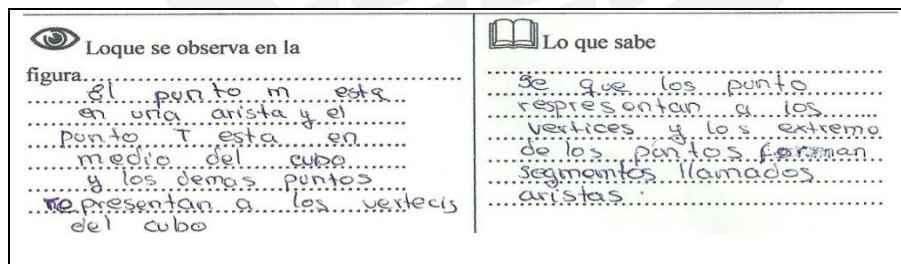 Loque se observa en la
figura
El punto m esta
en una arista y el
punto T esta en
medio del cubo
y los demas puntos
representan a los vertecis
del cubo
Lo que sabe
Se que los punto
respresentan a los
vertices y los extremo
de los puntos forman
segmentos llamados
aristas.